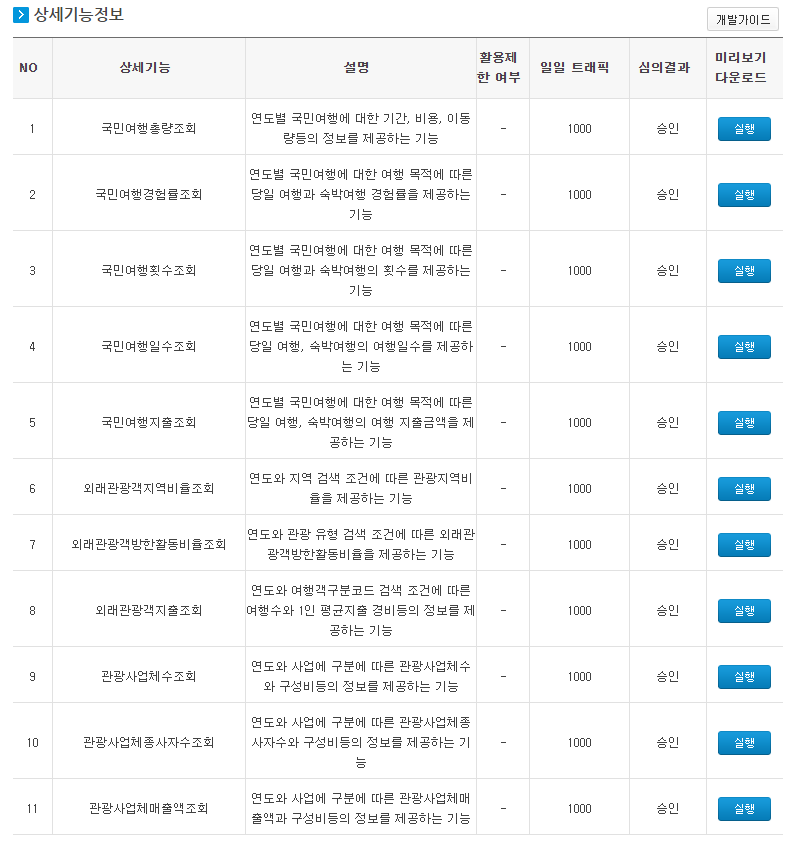 상세기능정보
개발가이드
NO 상세기능 설명 활용제한 여부 일일 트래픽 심의결과 미리보기 다운로드
1 국민여행총량조회 연도별 국민여행에 대한 기간, 비용, 이동
량등의 정보를 제공하는 기능 - 1000 승인 실행
2 국민여행경험률조회 연도별 국민여행에 대한 여행 목적에 따른
당일 여행과 숙박여행 경험률을 제공하는
기능 - 1000 승인 실행
3 국민여행횟수조회 연도별 국민여행에 대한 여행 목적에 따른
당일 여행과 숙박여행의 횟수를 제공하는
기능 - 1000 승인 실행
4 국민여행일수조회 연도별 국민여행에 대한 여행 목적에 따른
당일 여행, 숙박여행의 여행일수를 제공하
는 기능 - 1000 승인 실행
5 국민여행지출조회 연도별 국민여행에 대한 여행 목적에 따른
당일 여행, 숙박여행의 여행 지출금액을 제
공하는 기능 - 1000 승인 실행
6 외래관광객지역비율조회 연도와 지역 검색 조건에 따른 관광지역비
율을 제공하는 기능 - 1000 승인 실행
7 외래관광객방한활동비율조회 연도와 관광 유형 검색 조건에 따른 외래관
광객방한활동비율을 제공하는 기능 - 1000 승인 실행
8 외래관광객지출조회 연도와 여행객구분코드 검색 조건에 따른
여행수와 1인 평균지출 경비등의 정보를 제
공하는 기능 - 1000 승인 실행
9 관광사업체수조회 연도와 사업에 구분에 따른 관광사업체수
와 구성비등의 정보를 제공하는 기능 - 1000 승인 실행
10 관광사업체종사자수조회 연도와 사업에 구분에 따른 관광사업체종
사자수와 구성비등의 정보를 제공하는 기
능 - 1000 승인 실행
11 관광사업체매출액조회 연도와 사업에 구분에 따른 관광사업체매
출액과 구성비등의 정보를 제공하는 기능 - 1000 승인 실행